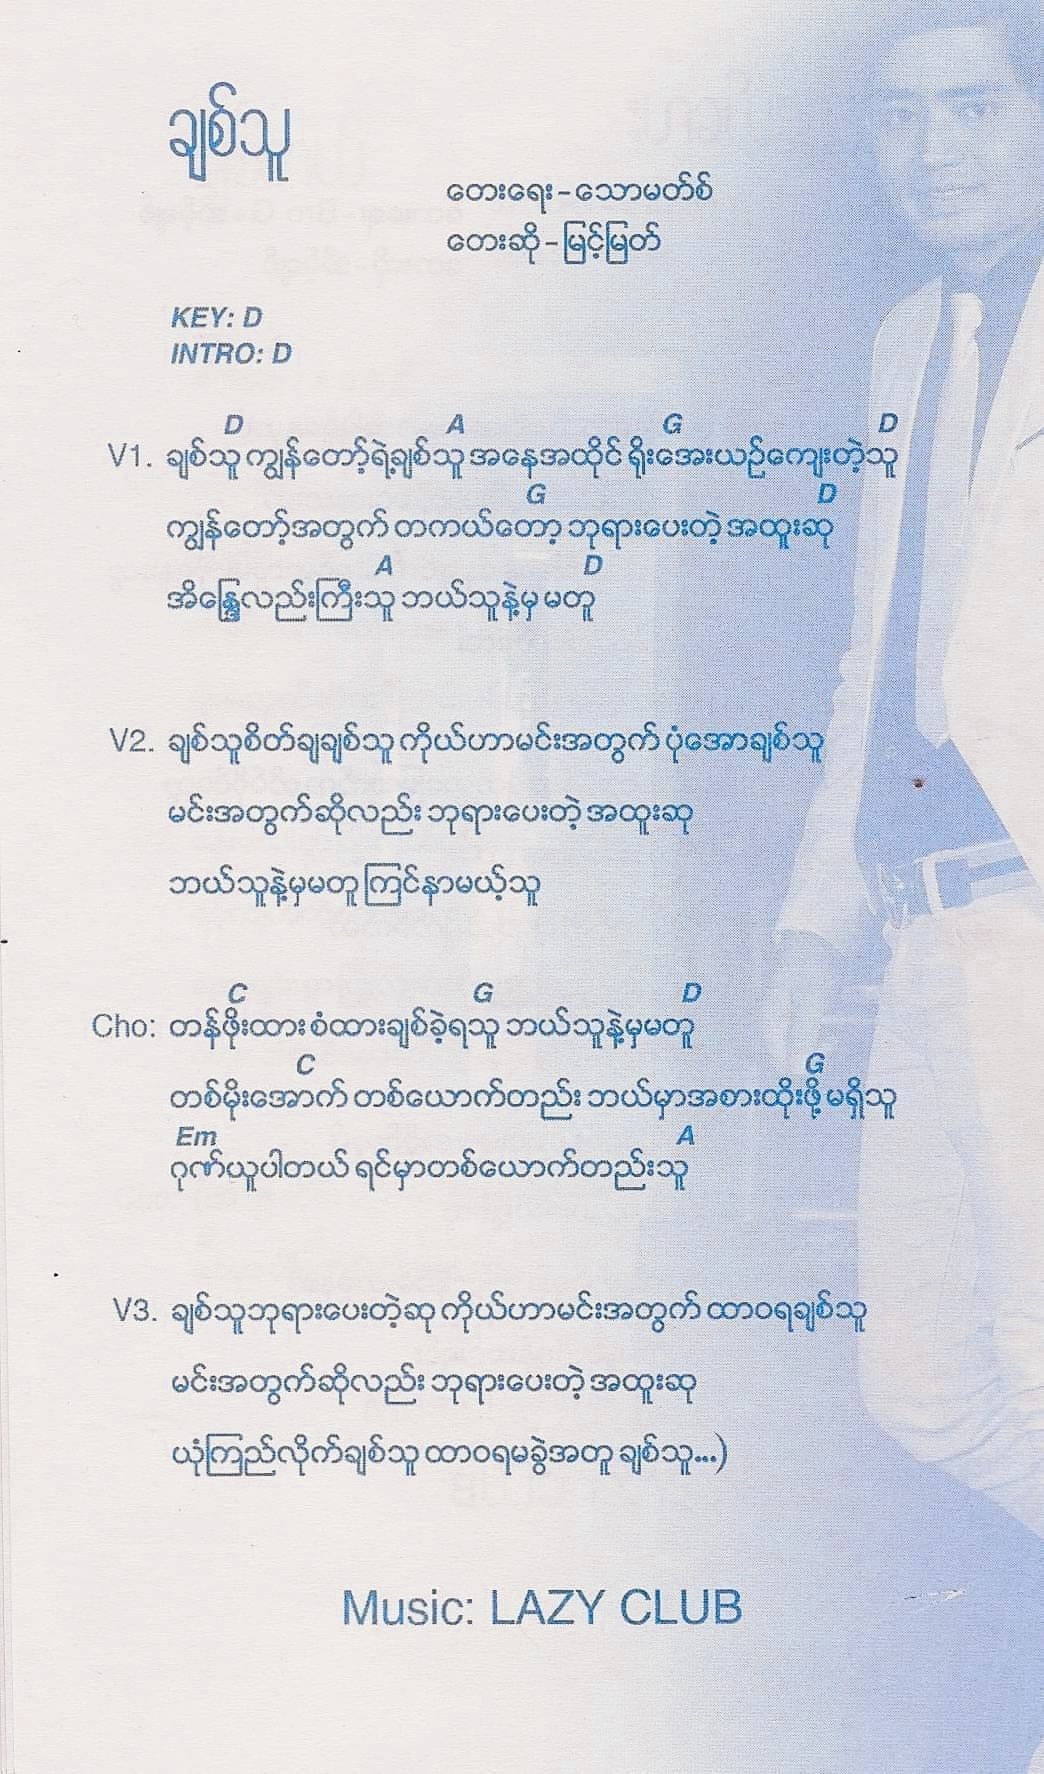 ချစ်သူ
တေးရေး - သောမတ်စ်
တေးဆို - မြင့်မြတ်
KEY: D
INTRO: D
D A G D
V1. ချစ်သူ ကျွန်တော့်ရဲ့ချစ်သူ အနေအထိုင် ရိုးအေးယဉ်ကျေးတဲ့သူ
G D
ကျွန်တော့်အတွက် တကယ်တော့ ဘုရားပေးတဲ့ အထူးဆု
A D
အိန္ဒြေလည်းကြီးသူ ဘယ်သူနဲ့မှ မတူ
V2. ချစ်သူစိတ်ချချစ်သူ ကိုယ်ဟာမင်းအတွက် ပုံအောချစ်သူ
မင်းအတွက်ဆိုလည်း ဘုရားပေးတဲ့ အထူးဆု
ဘယ်သူနဲ့မှမတူ ကြင်နာမယ့်သူ
C G D
Cho: တန်ဖိုးထား စံထားချစ်ခဲ့ရသူ ဘယ်သူနဲ့မှမတူ
C G
တစ်မိုးအောက် တစ်ယောက်တည်း ဘယ်မှာအစားထိုးဖို့ မရှိသူ
Em A
ဂုဏ်ယူပါတယ် ရင်မှာတစ်ယောက်တည်းသူ
V3. ချစ်သူဘုရားပေးတဲ့ဆု ကိုယ်ဟာမင်းအတွက် ထာဝရချစ်သူ
မင်းအတွက်ဆိုလည်း ဘုရားပေးတဲ့ အထူးဆု
ယုံကြည်လိုက်ချစ်သူ ထာဝရမခွဲအတူ ချစ်သူ...)
Music: LAZY CLUB